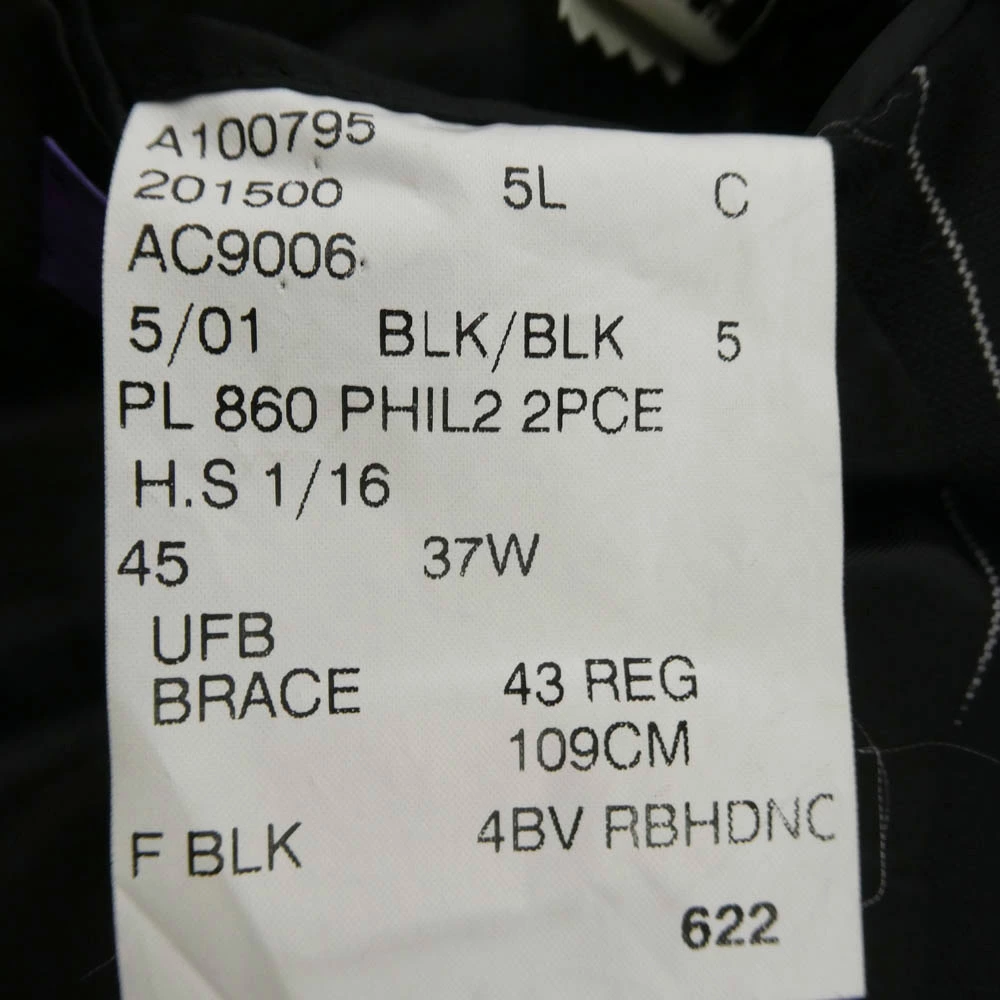 A100795
201500 5L C
AC9006
5/01 BLK/BLK 5
PL 860 PHIL2 2PCE
H.S 1/16
45 37W
UFB
BRACE 43 REG
109CM
F BLK 4BV RBHDNC
622